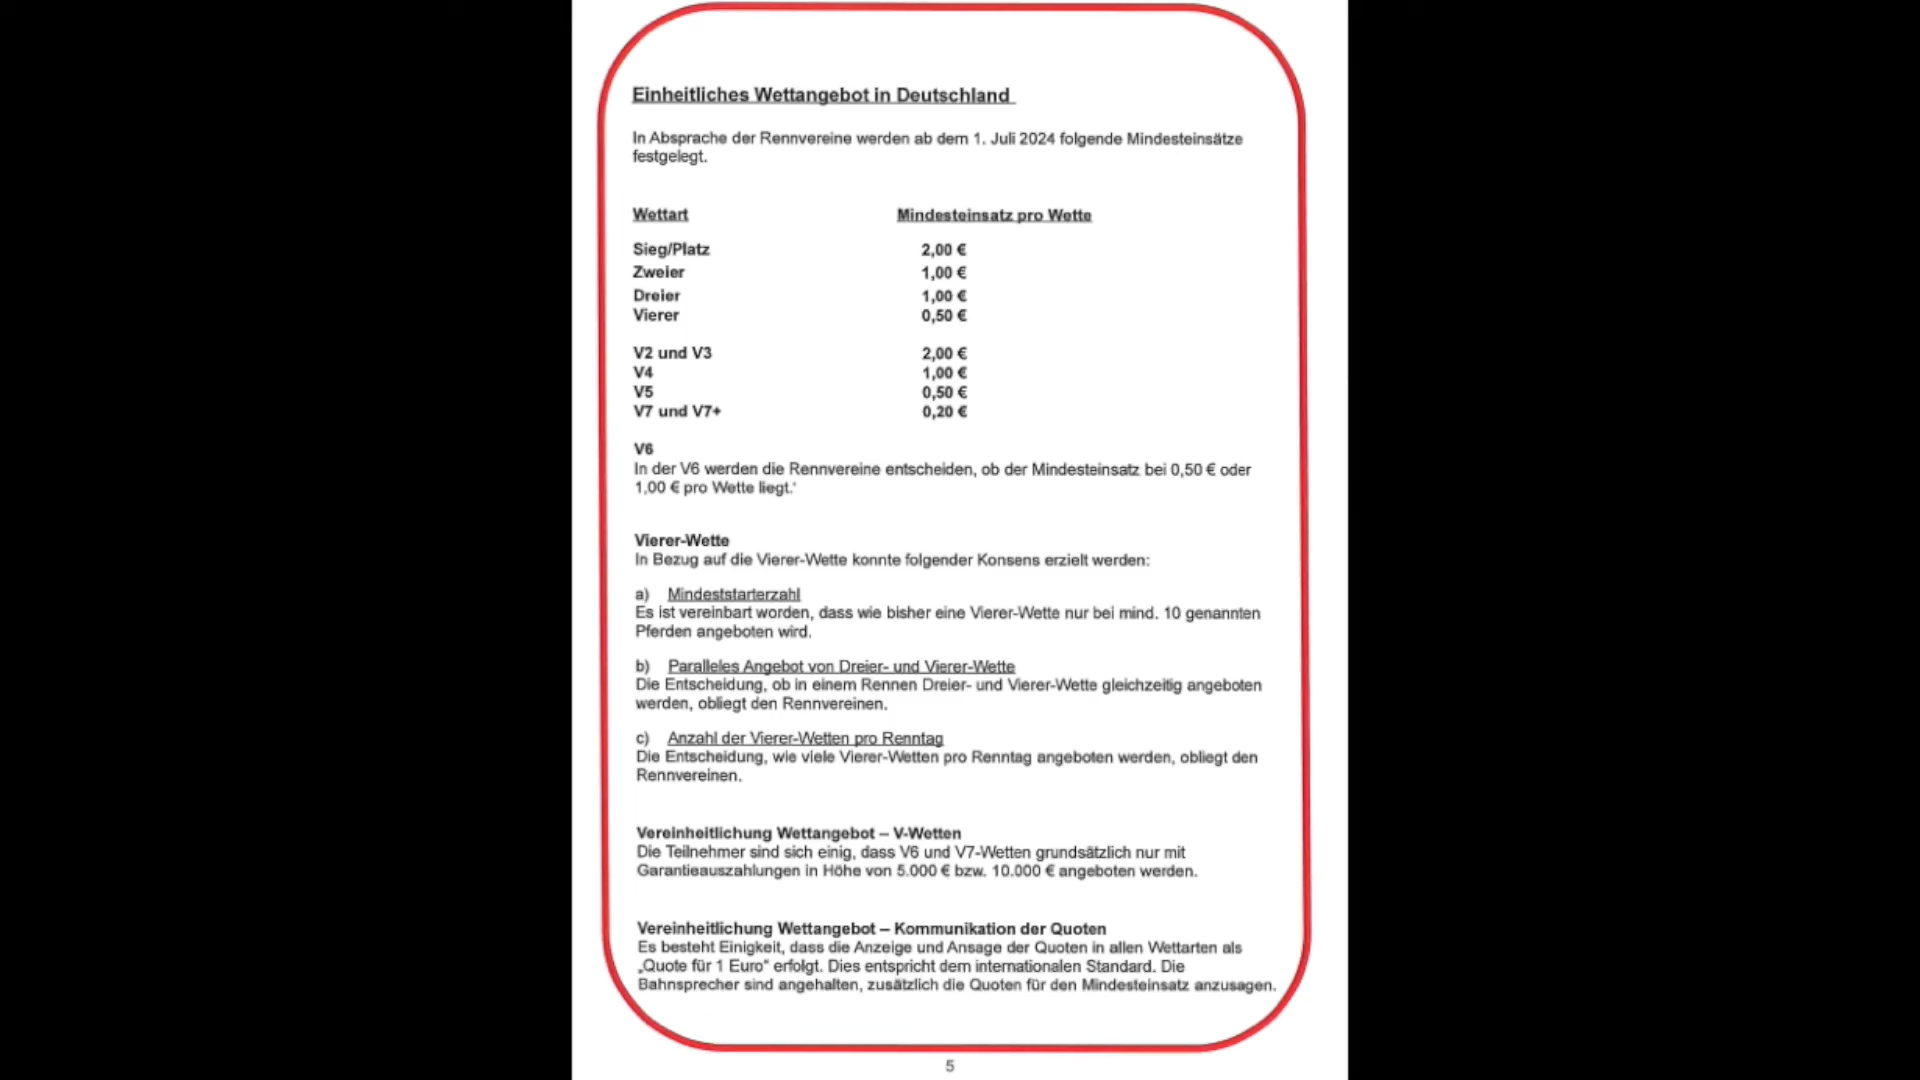 Einheitliches Wettangebot in Deutschland
In Absprache der Rennvereine werden ab dem 1. Juli 2024 folgende Mindesteinsätze
festgelegt.
Wettart Mindesteinsatz pro Wette
Sieg/Platz 2,00 €
Zweier 1,00 €
Dreier 1,00 €
Vierer 0,50 €
V2 und V3 2,00 €
V4 1,00 €
V5 0,50 €
V7 und V7+ 0,20 €
V6
In der V6 werden die Rennvereine entscheiden, ob der Mindesteinsatz bei 0,50 € oder
1,00 € pro Wette liegt.'
Vierer-Wette
In Bezug auf die Vierer-Wette konnte folgender Konsens erzielt werden:
a) Mindeststarterzahl
Es ist vereinbart worden, dass wie bisher eine Vierer-Wette nur bei mind. 10 genannten
Pferden angeboten wird.
b) Paralleles Angebot von Dreier- und Vierer-Wette
Die Entscheidung, ob in einem Rennen Dreier- und Vierer-Wette gleichzeitig angeboten
werden, obliegt den Rennvereinen.
c) Anzahl der Vierer-Wetten pro Renntag
Die Entscheidung, wie viele Vierer-Wetten pro Renntag angeboten werden, obliegt den
Rennvereinen.
Vereinheitlichung Wettangebot – V-Wetten
Die Teilnehmer sind sich einig, dass V6 und V7-Wetten grundsätzlich nur mit
Garantieauszahlungen in Höhe von 5.000 € bzw. 10.000 € angeboten werden.
Vereinheitlichung Wettangebot – Kommunikation der Quoten
Es besteht Einigkeit, dass die Anzeige und Ansage der Quoten in allen Wettarten als
„Quote für 1 Euro“ erfolgt. Dies entspricht dem internationalen Standard. Die
Bahnsprecher sind angehalten, zusätzlich die Quoten für den Mindesteinsatz anzusagen.
5